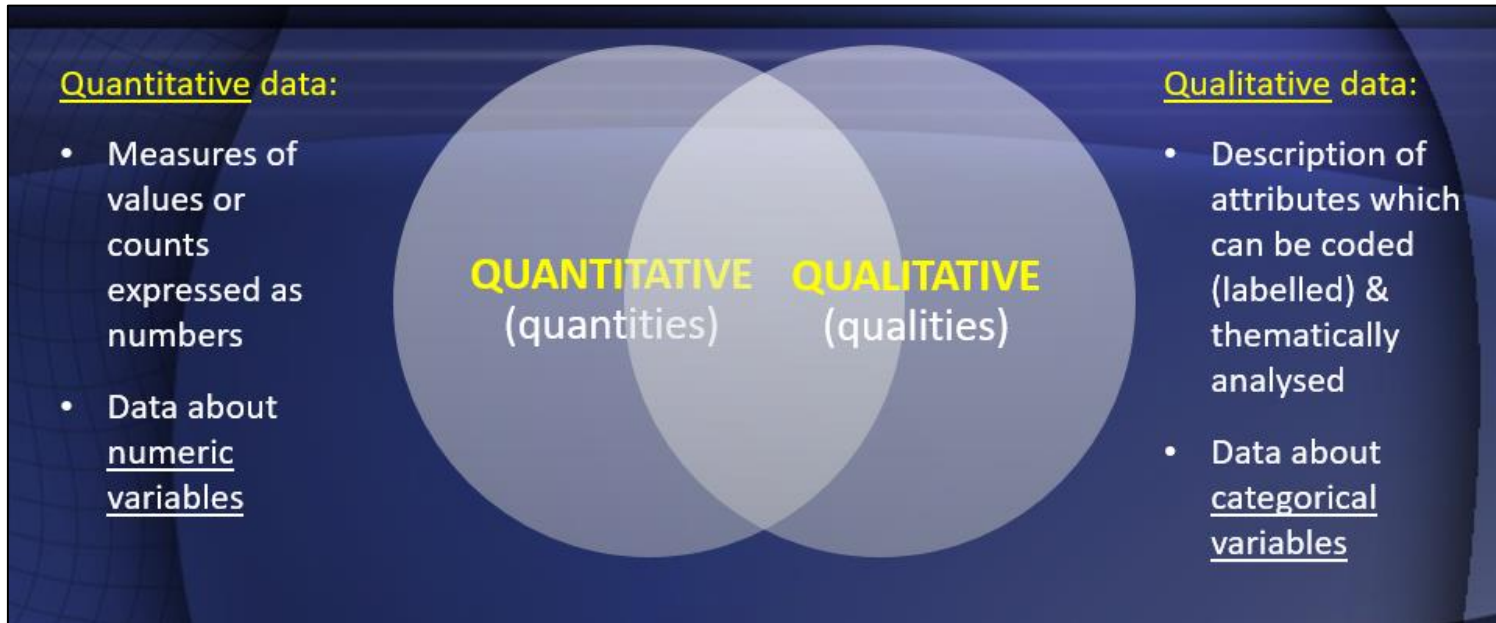 Quantitative data:
• Measures of
values or
counts
expressed as
numbers
• Data about
numeric
variables
QUANTITATIVE
(quantities)
QUALITATIVE
(qualities)
Qualitative data:
• Description of
attributes which
can be coded
(labelled) &
thematically
analysed
• Data about
categorical
variables